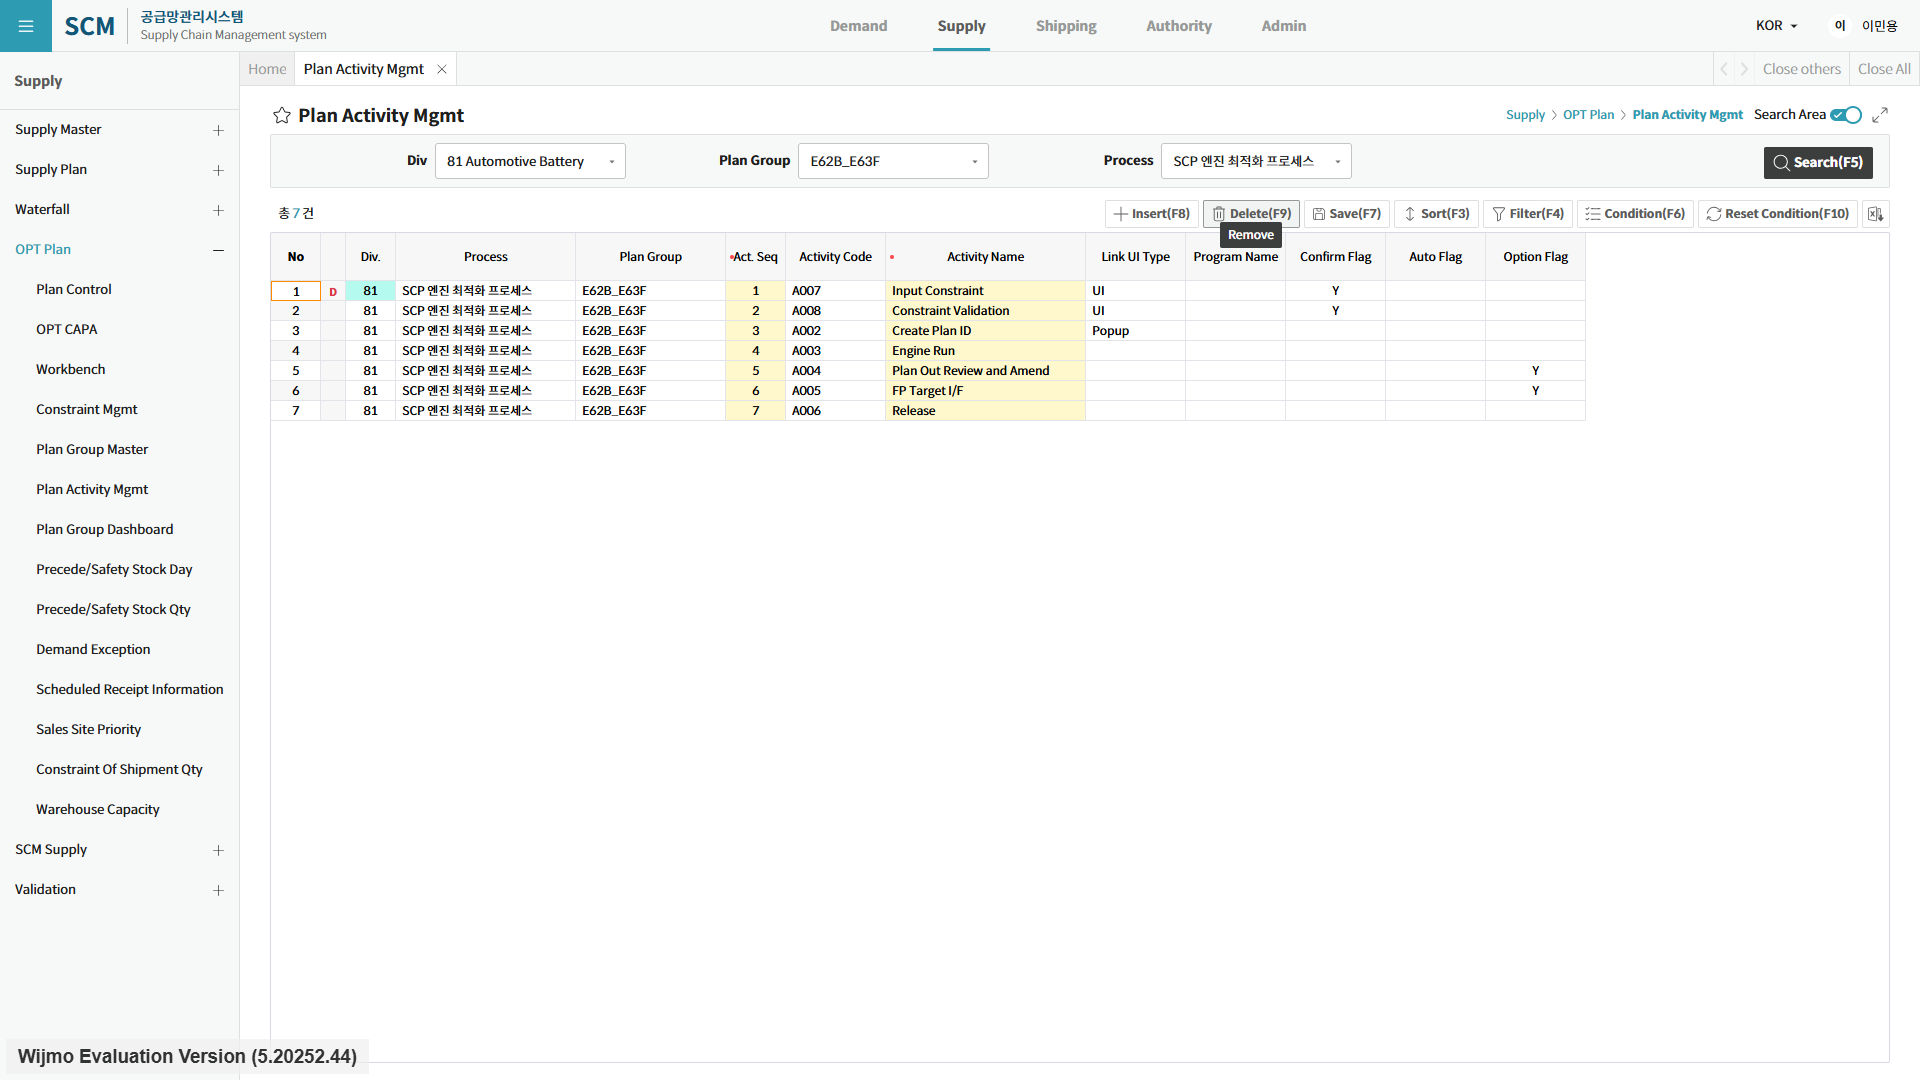 SCM
공급망관리시스템
Supply Chain Management system
Demand
Supply
Shipping
Authority
Admin
KOR
이
이민용
Supply
Home
Plan Activity Mgmt
Close others
Close All
Supply Master
Supply Plan
Waterfall
OPT Plan
Plan Control
OPT CAPA
Workbench
Constraint Mgmt
Plan Group Master
Plan Activity Mgmt
Plan Group Dashboard
Precede/Safety Stock Day
Precede/Safety Stock Qty
Demand Exception
Scheduled Receipt Information
Sales Site Priority
Constraint Of Shipment Qty
Warehouse Capacity
SCM Supply
Validation
Plan Activity Mgmt
Supply > OPT Plan > Plan Activity Mgmt
Search Area
Div
81 Automotive Battery
Plan Group
E62B_E63F
Process
SCP 엔진 최적화 프로세스
Search(F5)
총 7 건
Insert(F8)
Delete(F9)
Save(F7)
Sort(F3)
Filter(F4)
Condition(F6)
Reset Condition(F10)
Remove
No Div. Process Plan Group Act. Seq Activity Code Activity Name Link UI Type Program Name Confirm Flag Auto Flag Option Flag
1 D 81 SCP 엔진 최적화 프로세스 E62B_E63F 1 A007 Input Constraint UI Y
2 81 SCP 엔진 최적화 프로세스 E62B_E63F 2 A008 Constraint Validation UI Y
3 81 SCP 엔진 최적화 프로세스 E62B_E63F 3 A002 Create Plan ID Popup
4 81 SCP 엔진 최적화 프로세스 E62B_E63F 4 A003 Engine Run
5 81 SCP 엔진 최적화 프로세스 E62B_E63F 5 A004 Plan Out Review and Amend Y
6 81 SCP 엔진 최적화 프로세스 E62B_E63F 6 A005 FP Target I/F Y
7 81 SCP 엔진 최적화 프로세스 E62B_E63F 7 A006 Release
Wijmo Evaluation Version (5.20252.44)